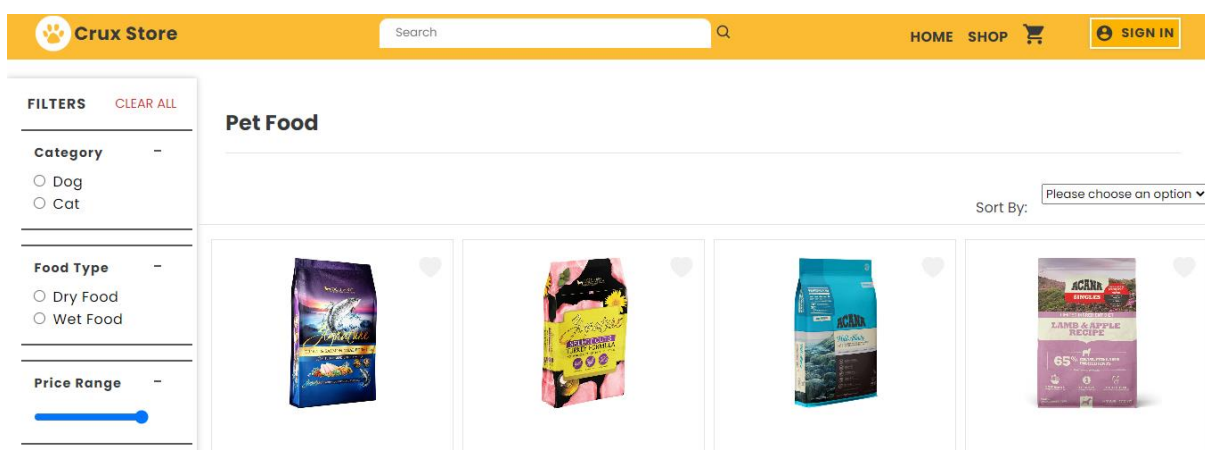 Crux Store
Search
HOME SHOP
SIGN IN
FILTERS CLEAR ALL
Category -
Dog
Cat
Food Type -
Dry Food
Wet Food
Price Range -
Pet Food
Sort By: Please choose an option
ACANA
ACANA
SINGLES
LAMB & APPLE
RECIPE
65%